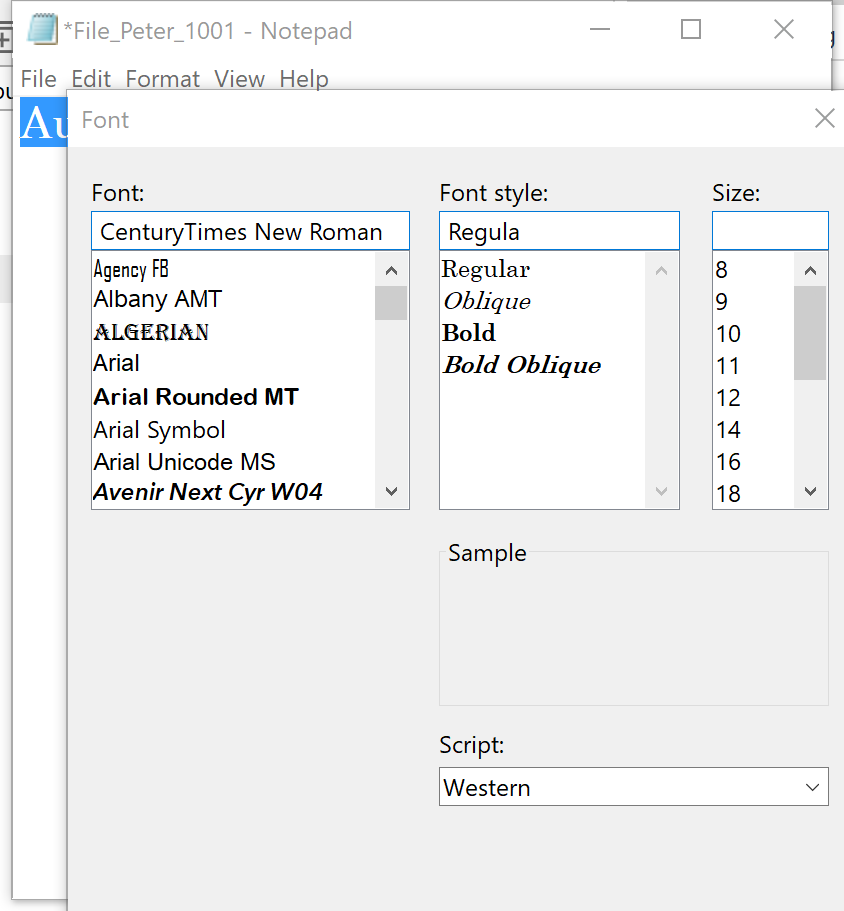 *File_Peter_1001 - Notepad
File Edit Format View Help
Font
Font: Font style: Size:
CenturyTimes New Roman Regula
Agency FB Regular 8
Albany AMT Oblique 9
ALGERIAN Bold 10
Arial Bold Oblique 11
Arial Rounded MT 12
Arial Symbol 14
Arial Unicode MS 16
Avenir Next Cyr W04 18
Sample
Script:
Western